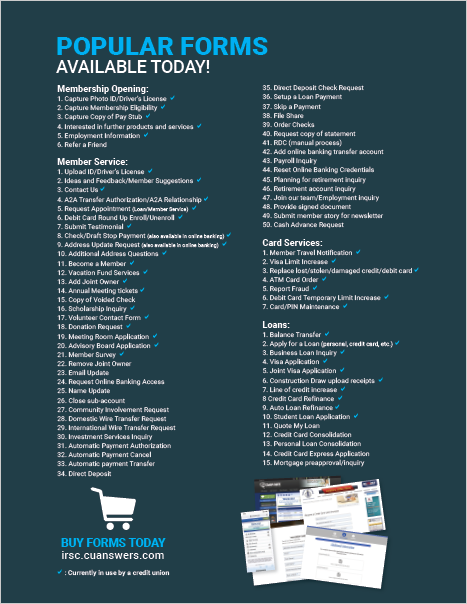 POPULAR FORMS
AVAILABLE TODAY!
Membership Opening:
1. Capture Photo ID/Driver's License ✔
2. Capture Membership Eligibility ✔
3. Capture Copy of Pay Stub ✔
4. Interested in further products and services ✔
5. Employment Information ✔
6. Refer a Friend
Member Service:
1. Upload ID/Driver's License ✔
2. Ideas and Feedback/Member Suggestions ✔
3. Contact Us ✔
4. A2A Transfer Authorization/A2A Relationship ✔
5. Request Appointment (Loan/Member Service) ✔
6. Debit Card Round Up Enroll/Unenroll ✔
7. Submit Testimonial ✔
8. Check/Draft Stop Payment (also available in online banking) ✔
9. Address Update Request (also available in online banking) ✔
10. Additional Address Questions ✔
11. Become a Member ✔
12. Vacation Fund Services ✔
13. Add Joint Owner ✔
14. Annual Meeting tickets ✔
15. Copy of Voided Check
16. Scholarship Inquiry ✔
17. Volunteer Contact Form ✔
18. Donation Request ✔
19. Meeting Room Application ✔
20. Advisory Board Application ✔
21. Member Survey ✔
22. Remove Joint Owner
23. Email Update
24. Request Online Banking Access
25. Name Update
26. Close sub-account
27. Community Involvement Request
28. Domestic Wire Transfer Request
29. International Wire Transfer Request
30. Investment Services Inquiry
31. Automatic Payment Authorization
32. Automatic Payment Cancel
33. Automatic payment Transfer
34. Direct Deposit
35. Direct Deposit Check Request
36. Setup a Loan Payment
37. Skip a Payment
38. File Share
39. Order Checks
40. Request copy of statement
41. RDC (manual process)
42. Add online banking transfer account
43. Payroll Inquiry
44. Reset Online Banking Credentials
45. Planning for retirement inquiry
46. Retirement account inquiry
47. Join our team/Employment inquiry
48. Provide signed document
49. Submit member story for newsletter
50. Cash Advance Request
Card Services:
1. Member Travel Notification ✔
2. Visa Limit Increase ✔
3. Replace lost/stolen/damaged credit/debit card ✔
4. ATM Card Order ✔
5. Report Fraud ✔
6. Debit Card Temporary Limit Increase ✔
7. Card/PIN Maintenance ✔
Loans:
1. Balance Transfer ✔
2. Apply for a Loan (personal, credit card, etc.) ✔
3. Business Loan Inquiry ✔
4. Visa Application ✔
5. Joint Visa Application ✔
6. Construction Draw upload receipts ✔
7. Line of credit increase ✔
8 Credit Card Refinance ✔
9. Auto Loan Refinance ✔
10. Student Loan Application ✔
11. Quote My Loan
12. Credit Card Consolidation
13. Personal Loan Consolidation
14. Credit Card Express Application
15. Mortgage preapproval/inquiry
BUY FORMS TODAY
irsc.cuanswers.com
✔ : Currently in use by a credit union